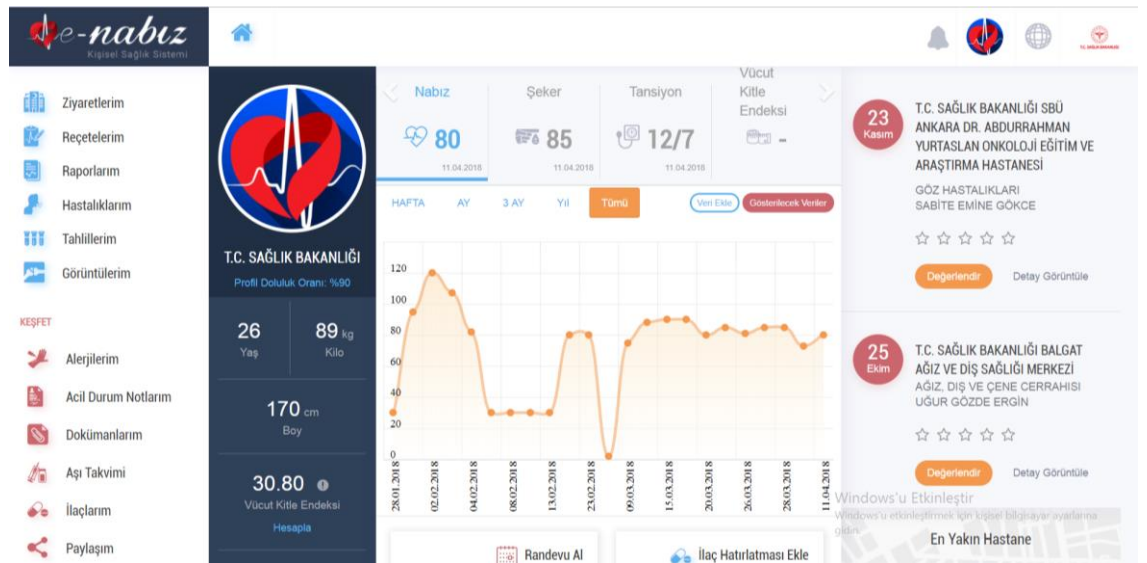 e-nabız
Kişisel Sağlık Sistemi
T.C. SAĞLIK BAKANLIĞI
Ziyaretlerim
Reçetelerim
Raporlarım
Hastalıklarım
Tahlillerim
Görüntülerim
KEŞFET
Alerjilerim
Acil Durum Notlarım
Dokümanlarım
Aşı Takvimi
İlaçlarım
Paylaşım
T.C. SAĞLIK BAKANLIĞI
Profil Doluluk Oranı: %90
26
Yaş
89 kg
Kilo
170 cm
Boy
30.80
Vücut Kitle Endeksi
Hesapla
Nabız
80
11.04.2018
Şeker
85
11.04.2018
Tansiyon
12/7
11.04.2018
Vücut
Kitle
Endeksi
-
HAFTA AY 3 AY Yıl Tümü Veri Ekle Gösterilecek Veriler
120
100
80
60
40
20
0
28.01.2018
02.02.2018
04.02.2018
08.02.2018
13.02.2018
23.02.2018
09.03.2018
15.03.2018
20.03.2018
26.03.2018
28.03.2018
11.04.2018
Randevu Al
İlaç Hatırlatması Ekle
23
Kasım
T.C. SAĞLIK BAKANLIĞI SBÜ
ANKARA DR. ABDURRAHMAN
YURTASLAN ONKOLOJİ EĞİTİM VE
ARAŞTIRMA HASTANESİ
GÖZ HASTALIKLARI
SABİTE EMİNE GÖKCE
Değerlendir Detay Görüntüle
25
Ekim
T.C. SAĞLIK BAKANLIĞI BALGAT
AĞIZ VE DİŞ SAĞLIĞI MERKEZİ
AĞIZ, DIŞ VE ÇENE CERRAHISI
UĞUR GÖZDE ERGİN
Değerlendir Detay Görüntüle
Windows'u Etkinleştir
Windows'u etkinleştirmek için kişisel bilgisayar ayarlarına
gidin.
En Yakın Hastane